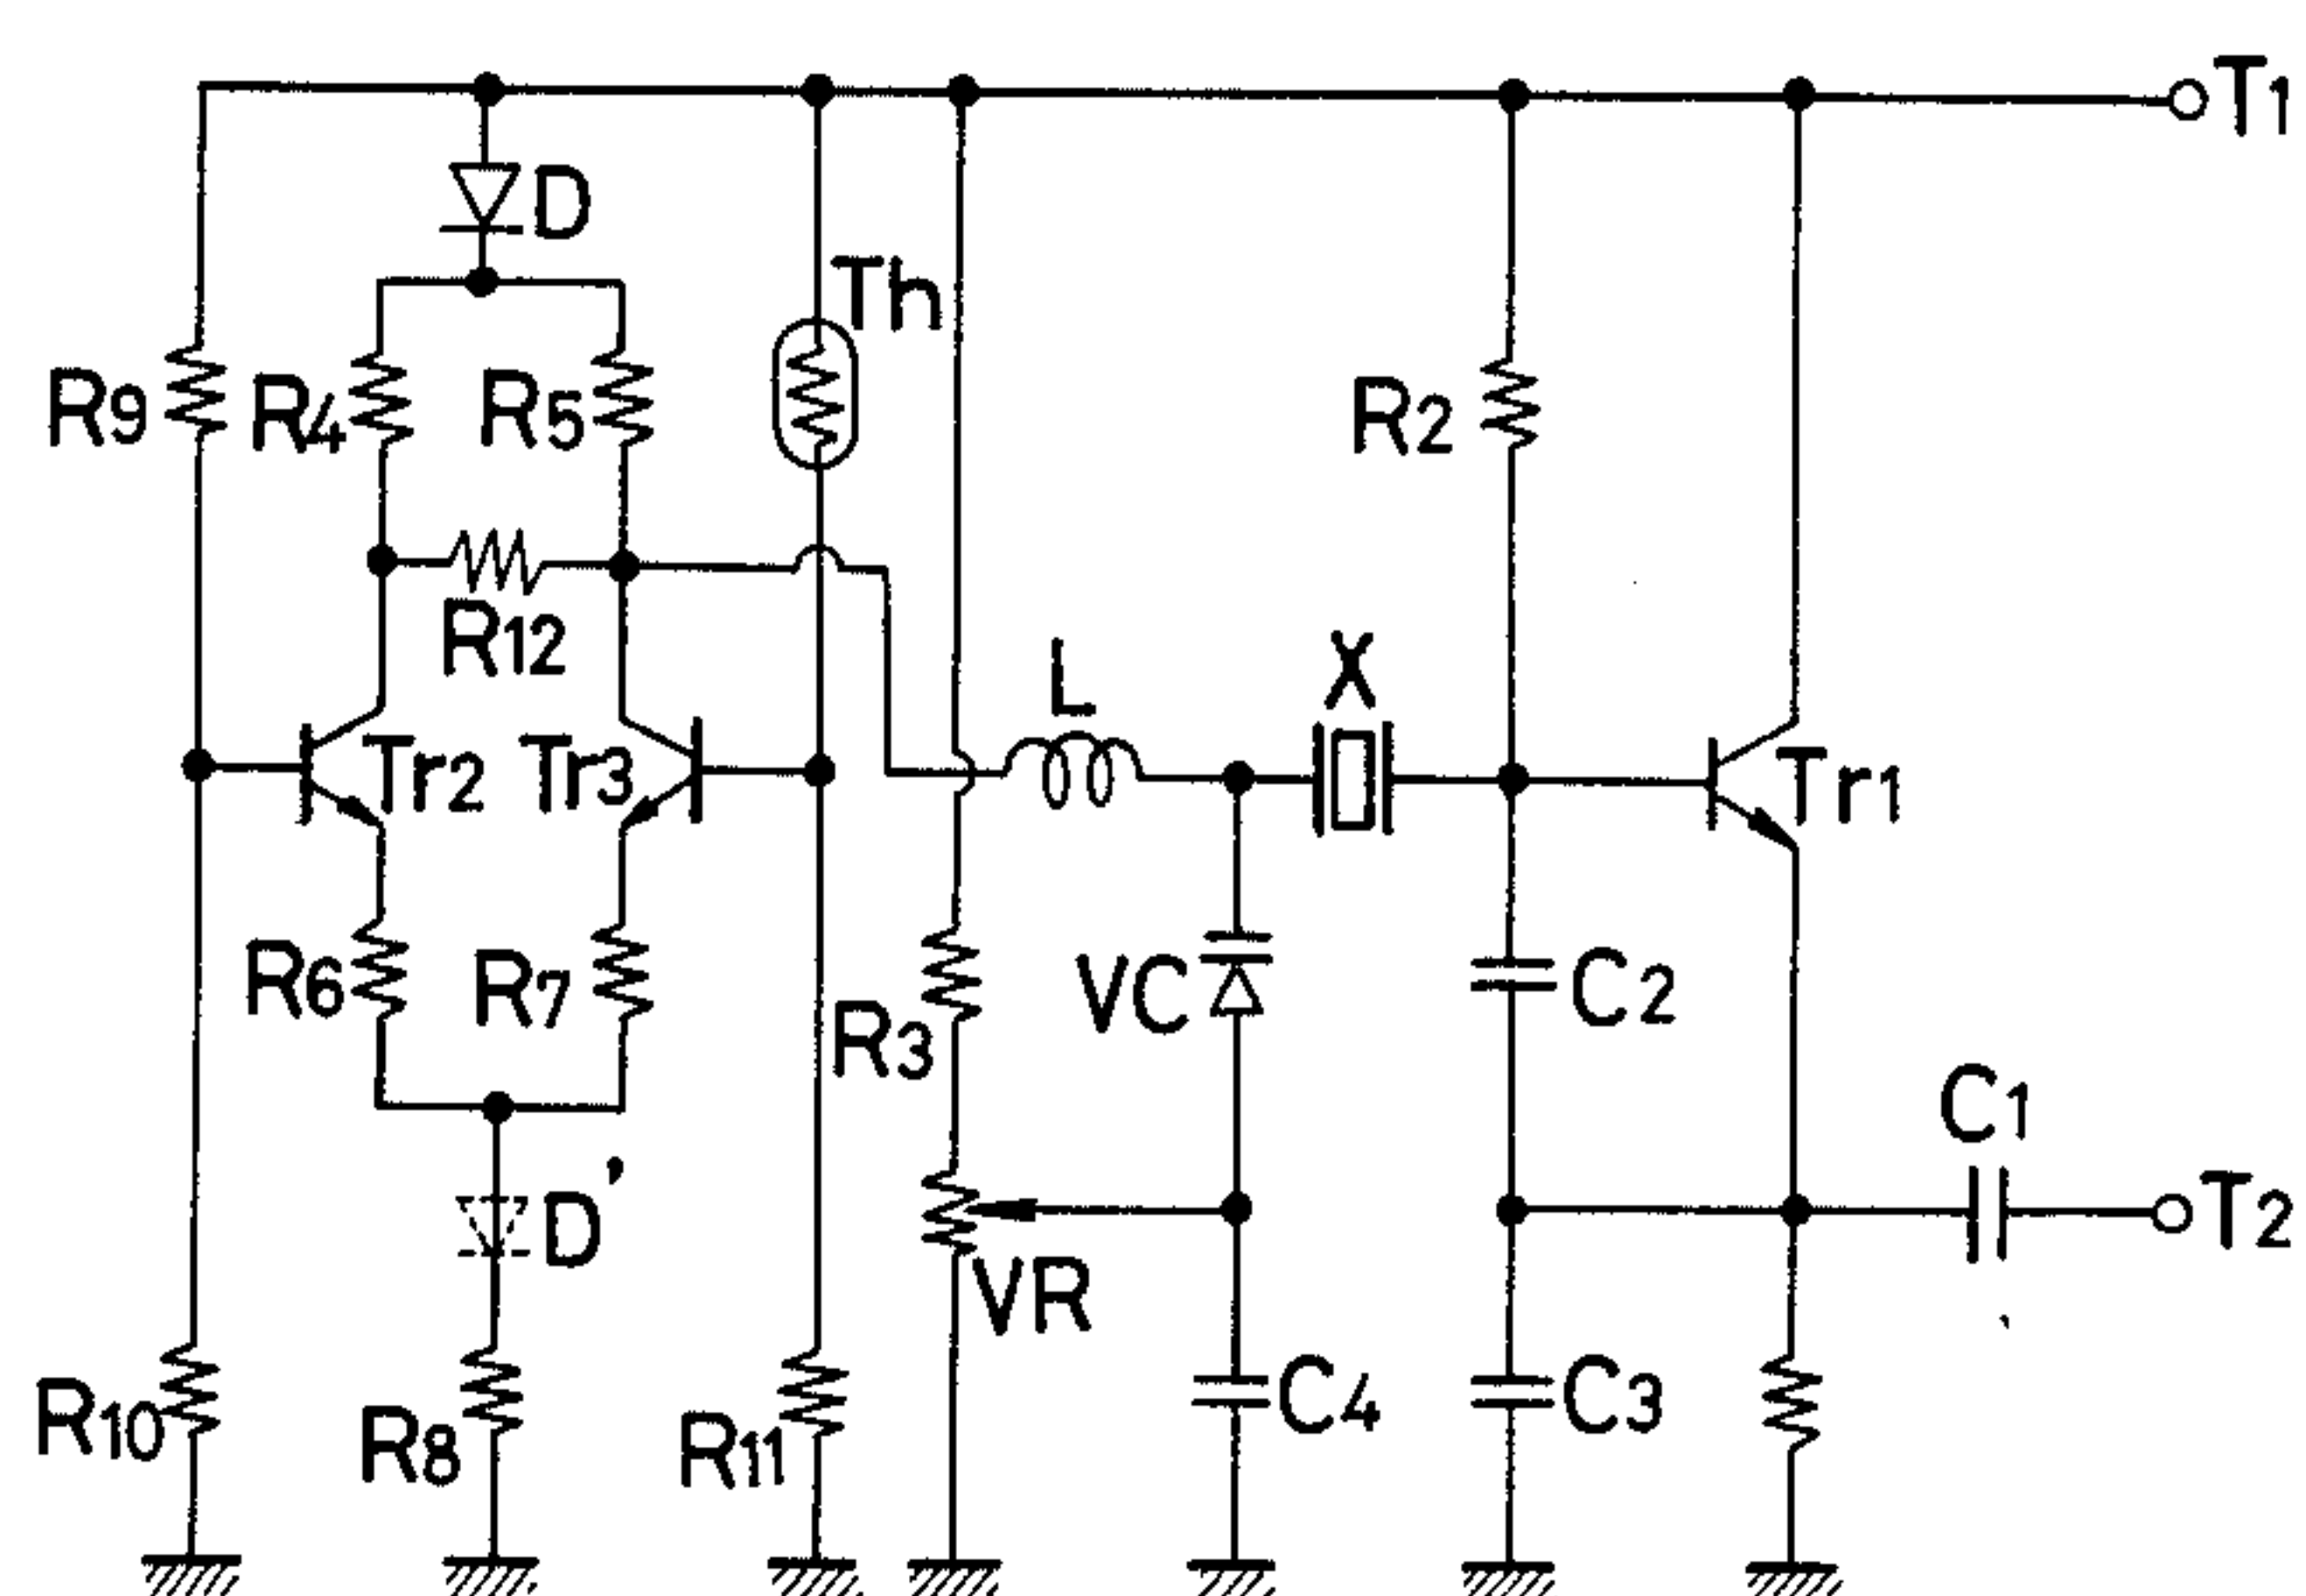 T1
D
Th
R9
R4
R5
R2
R12
L
X
Tr2
Tr3
Tr1
R6
R7
VC
C2
R3
C1
D'
T2
VR
R10
R8
R11
C4
C3